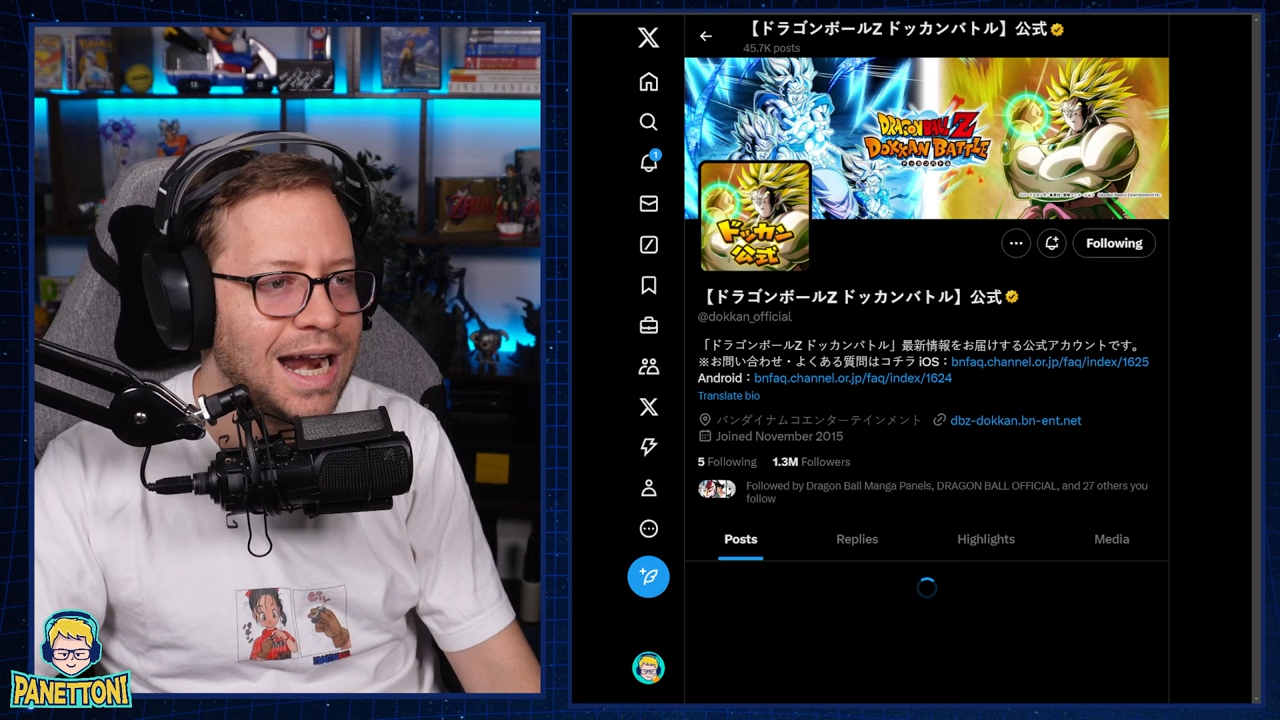 【ドラゴンボールZ ドッカンバトル】公式
45.7K posts
DRAGON BALL Z
DOKKAN BATTLE
ドッカンバトル
ドッカン
公式
Following
【ドラゴンボールZ ドッカンバトル】公式
@dokkan_official
「ドラゴンボールZ ドッカンバトル」最新情報をお届けする公式アカウントです。
※お問い合わせ・よくある質問はコチラ iOS：bnfaq.channel.or.jp/faq/index/1625
Android：bnfaq.channel.or.jp/faq/index/1624
Translate bio
バンダイナムコエンターテインメント dbz-dokkan.bn-ent.net
Joined November 2015
5 Following 1.3M Followers
Followed by Dragon Ball Manga Panels, DRAGON BALL OFFICIAL, and 27 others you
follow
Posts Replies Highlights Media
1
PANETTONI